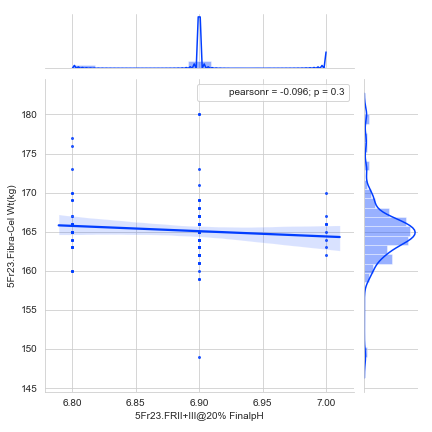 pearsonr = -0.096; p = 0.3
180
175
170
165
160
155
150
145
5Fr23.Fibra-Cel Wt(kg)
6.80 6.85 6.90 6.95 7.00
5Fr23.FRII+III@20% FinalpH